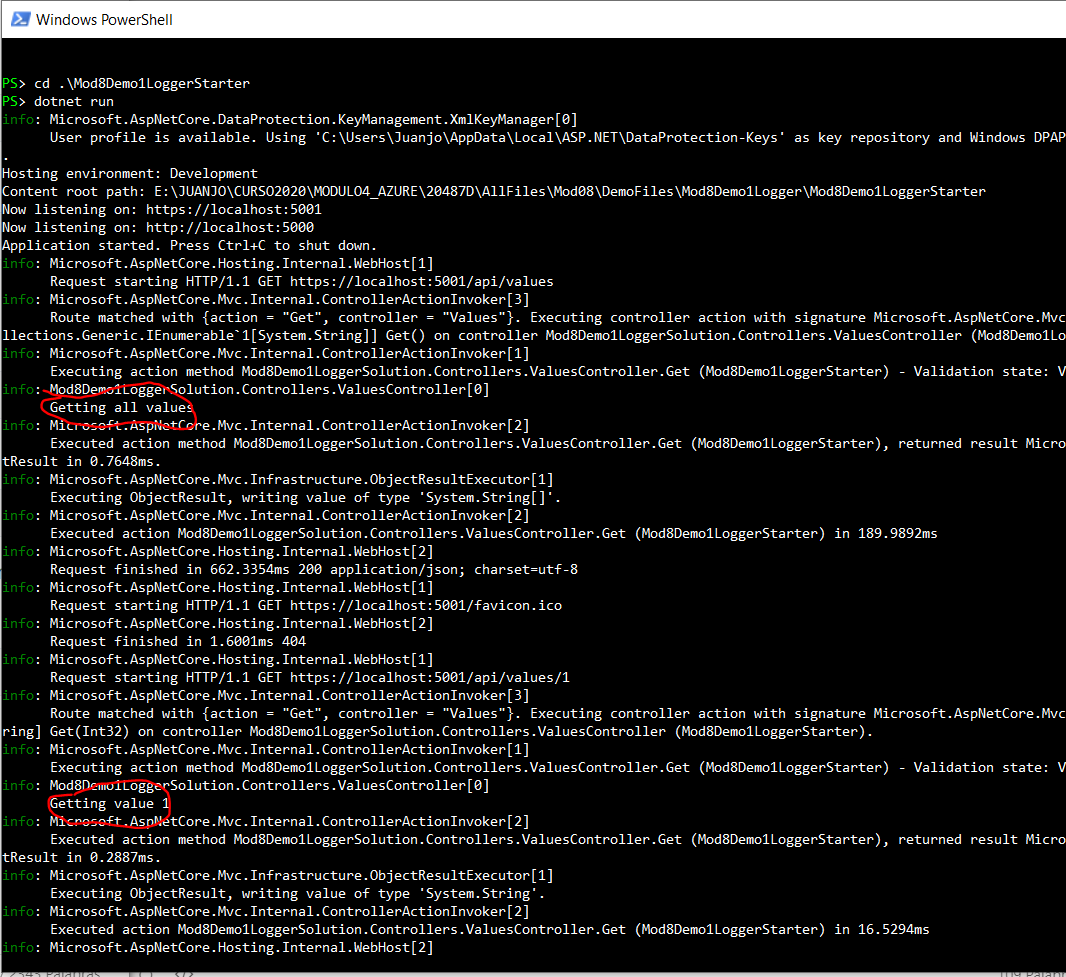 Windows PowerShell
PS> cd .\Mod8Demo1LoggerStarter
PS> dotnet run
info: Microsoft.AspNetCore.DataProtection.KeyManagement.XmlKeyManager[0]
User profile is available. Using 'C:\Users\Juanjo\AppData\Local\ASP.NET\DataProtection-Keys' as key repository and Windows DPAP
.
Hosting environment: Development
Content root path: E:\JUANJO\CURSO2020\MODULO4_AZURE\20487D\AllFiles\Mod08\DemoFiles\Mod8Demo1Logger\Mod8Demo1LoggerStarter
Now listening on: https://localhost:5001
Now listening on: http://localhost:5000
Application started. Press Ctrl+C to shut down.
info: Microsoft.AspNetCore.Hosting.Internal.WebHost[1]
Request starting HTTP/1.1 GET https://localhost:5001/api/values
info: Microsoft.AspNetCore.Mvc.Internal.ControllerActionInvoker[3]
Route matched with {action = "Get", controller = "Values"}. Executing controller action with signature Microsoft.AspNetCore.Mvc
llections.Generic.IEnumerable`1[System.String]] Get() on controller Mod8Demo1LoggerSolution.Controllers.ValuesController (Mod8Demo1Lo
info: Microsoft.AspNetCore.Mvc.Internal.ControllerActionInvoker[1]
Executing action method Mod8Demo1LoggerSolution.Controllers.ValuesController.Get (Mod8Demo1LoggerStarter) - Validation state: V
info: Mod8Demo1LoggerSolution.Controllers.ValuesController[0]
Getting all values
info: Microsoft.AspNetCore.Mvc.Internal.ControllerActionInvoker[2]
Executed action method Mod8Demo1LoggerSolution.Controllers.ValuesController.Get (Mod8Demo1LoggerStarter), returned result Micro
tResult in 0.7648ms.
info: Microsoft.AspNetCore.Mvc.Infrastructure.ObjectResultExecutor[1]
Executing ObjectResult, writing value of type 'System.String[]'.
info: Microsoft.AspNetCore.Mvc.Internal.ControllerActionInvoker[2]
Executed action Mod8Demo1LoggerSolution.Controllers.ValuesController.Get (Mod8Demo1LoggerStarter) in 189.9892ms
info: Microsoft.AspNetCore.Hosting.Internal.WebHost[2]
Request finished in 662.3354ms 200 application/json; charset=utf-8
info: Microsoft.AspNetCore.Hosting.Internal.WebHost[1]
Request starting HTTP/1.1 GET https://localhost:5001/favicon.ico
info: Microsoft.AspNetCore.Hosting.Internal.WebHost[2]
Request finished in 1.6001ms 404
info: Microsoft.AspNetCore.Hosting.Internal.WebHost[1]
Request starting HTTP/1.1 GET https://localhost:5001/api/values/1
info: Microsoft.AspNetCore.Mvc.Internal.ControllerActionInvoker[3]
Route matched with {action = "Get", controller = "Values"}. Executing controller action with signature Microsoft.AspNetCore.Mvc
ring] Get(Int32) on controller Mod8Demo1LoggerSolution.Controllers.ValuesController (Mod8Demo1LoggerStarter).
info: Microsoft.AspNetCore.Mvc.Internal.ControllerActionInvoker[1]
Executing action method Mod8Demo1LoggerSolution.Controllers.ValuesController.Get (Mod8Demo1LoggerStarter) - Validation state: V
info: Mod8Demo1LoggerSolution.Controllers.ValuesController[0]
Getting value 1
info: Microsoft.AspNetCore.Mvc.Internal.ControllerActionInvoker[2]
Executed action method Mod8Demo1LoggerSolution.Controllers.ValuesController.Get (Mod8Demo1LoggerStarter), returned result Micro
tResult in 0.2887ms.
info: Microsoft.AspNetCore.Mvc.Infrastructure.ObjectResultExecutor[1]
Executing ObjectResult, writing value of type 'System.String'.
info: Microsoft.AspNetCore.Mvc.Internal.ControllerActionInvoker[2]
Executed action Mod8Demo1LoggerSolution.Controllers.ValuesController.Get (Mod8Demo1LoggerStarter) in 16.5294ms
info: Microsoft.AspNetCore.Hosting.Internal.WebHost[2]